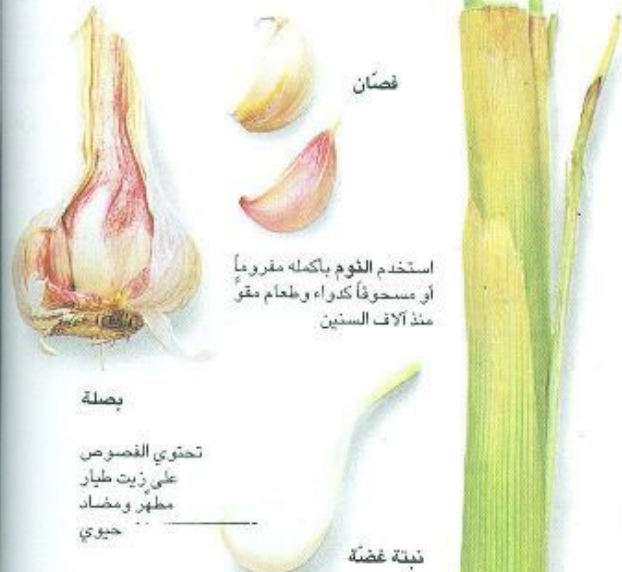 فصّان
استخدم الثوم بأكمله مفروماً
أو مسحوقاً كدواء وطعام مقوٍّ
منذ آلاف السنين
بصلة
تحتوي الفصوص
على زيت طيار
مطهّر ومضاد
حيوي
نبتة غضّة